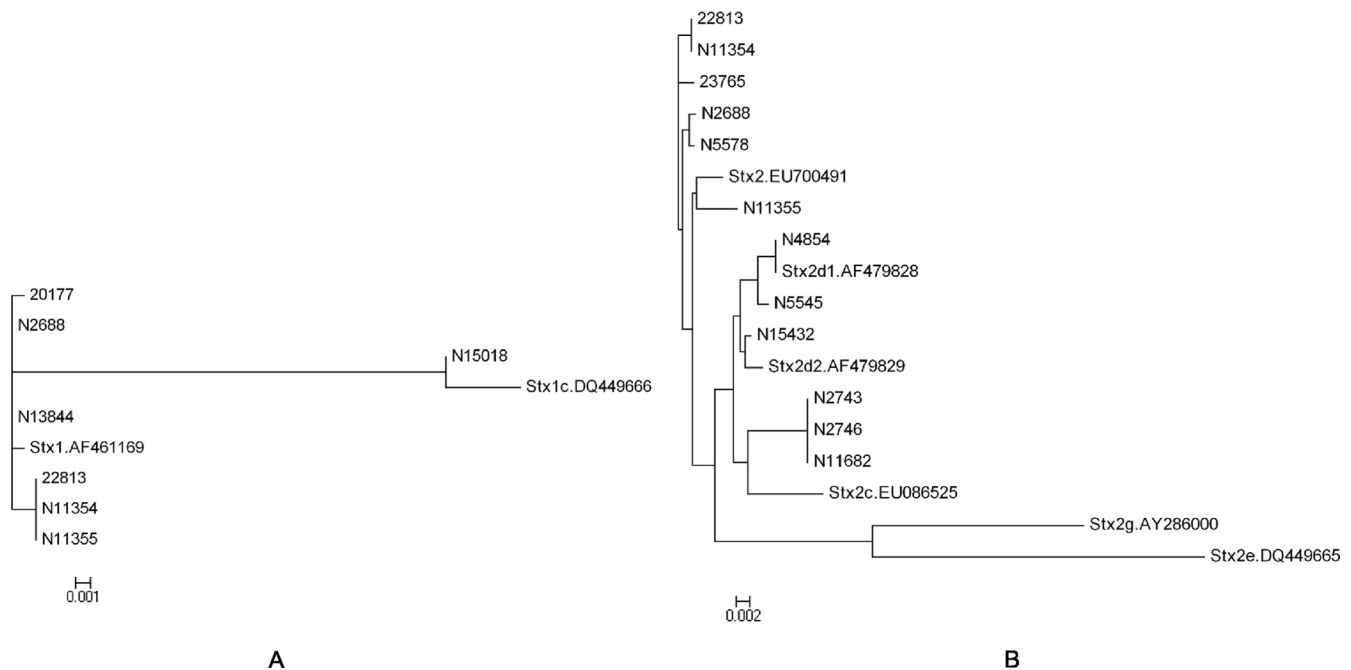 20177
N2688
N15018
Stx1c.DQ449666
N13844
Stx1.AF461169
22813
N11354
N11355
0.001
A
22813
N11354
23765
N2688
N5578
Stx2.EU700491
N11355
N4854
Stx2d1.AF479828
N5545
N15432
Stx2d2.AF479829
N2743
N2746
N11682
Stx2c.EU086525
Stx2g.AY286000
Stx2e.DQ449665
0.002
B